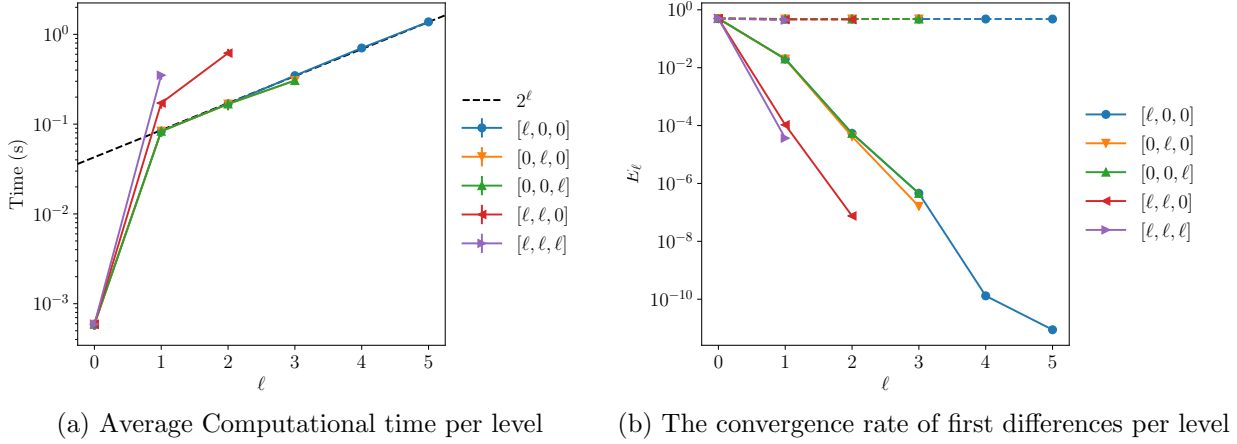 10^0
10^{-1}
10^{-2}
10^{-3}
Time (s)
0 1 2 3 4 5
ℓ
2^ℓ
[ℓ, 0, 0]
[0, ℓ, 0]
[0, 0, ℓ]
[ℓ, ℓ, 0]
[ℓ, ℓ, ℓ]
(a) Average Computational time per level
10^0
10^{-2}
10^{-4}
10^{-6}
10^{-8}
10^{-10}
E_ℓ
0 1 2 3 4 5
ℓ
[ℓ, 0, 0]
[0, ℓ, 0]
[0, 0, ℓ]
[ℓ, ℓ, 0]
[ℓ, ℓ, ℓ]
(b) The convergence rate of first differences per level